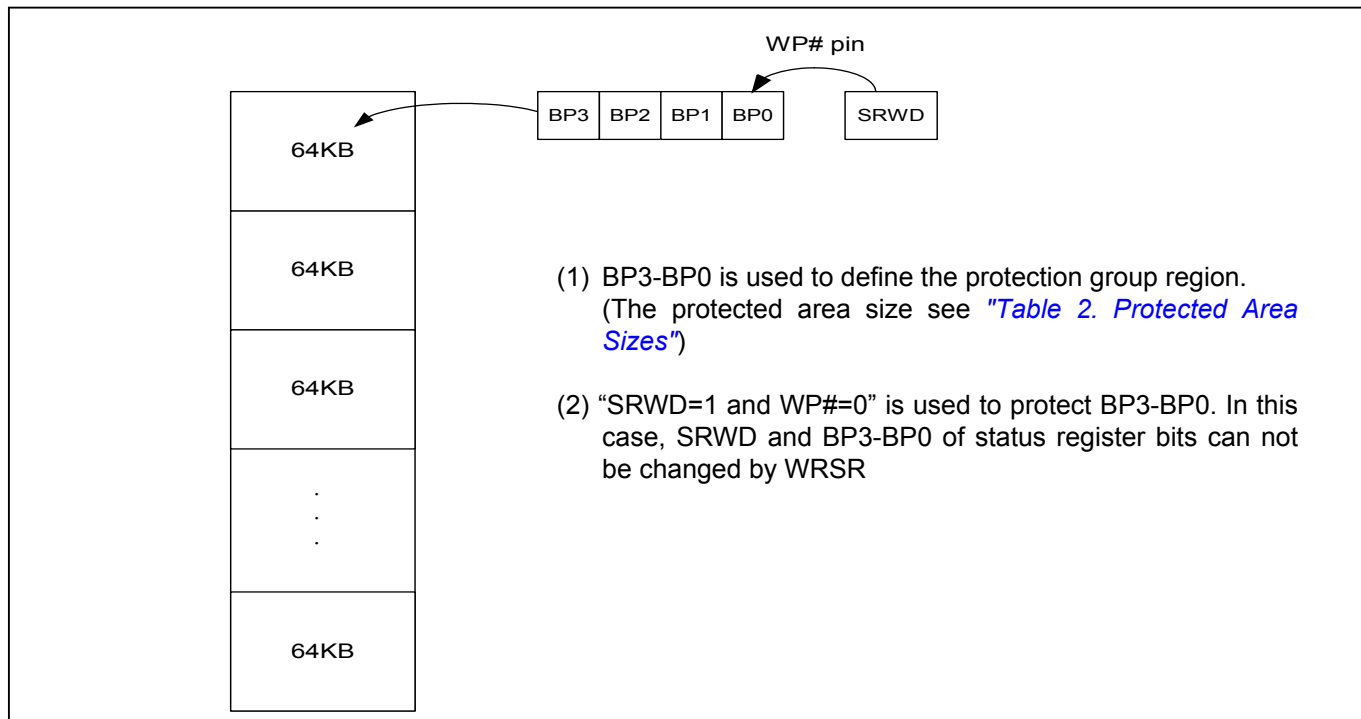 WP# pin
BP3 BP2 BP1 BP0 SRWD
64KB
64KB
64KB
.
.
.
64KB
(1) BP3-BP0 is used to define the protection group region.
(The protected area size see "Table 2. Protected Area
Sizes")
(2) “SRWD=1 and WP#=0” is used to protect BP3-BP0. In this
case, SRWD and BP3-BP0 of status register bits can not
be changed by WRSR